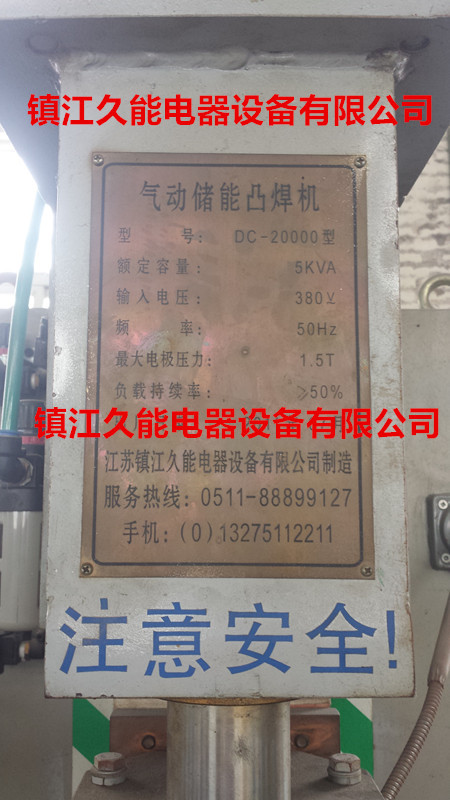 镇江久能电器设备有限公司
气动储能凸焊机
型 号: DC-20000型
额定容量: 5KVA
输入电压: 380V
频 率: 50Hz
最大电极压力: 1.5T
负载持续率: ≥50%
镇江久能电器设备有限公司
江苏镇江久能电器设备有限公司制造
服务热线: 0511-88899127
手机: (0)13275112211
注意安全!